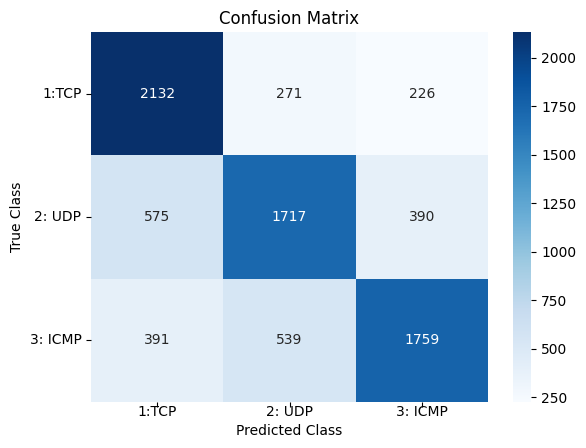 Confusion Matrix
True Class
1:TCP 2132 271 226
2: UDP 575 1717 390
3: ICMP 391 539 1759
1:TCP 2: UDP 3: ICMP
Predicted Class
2000
1750
1500
1250
1000
750
500
250